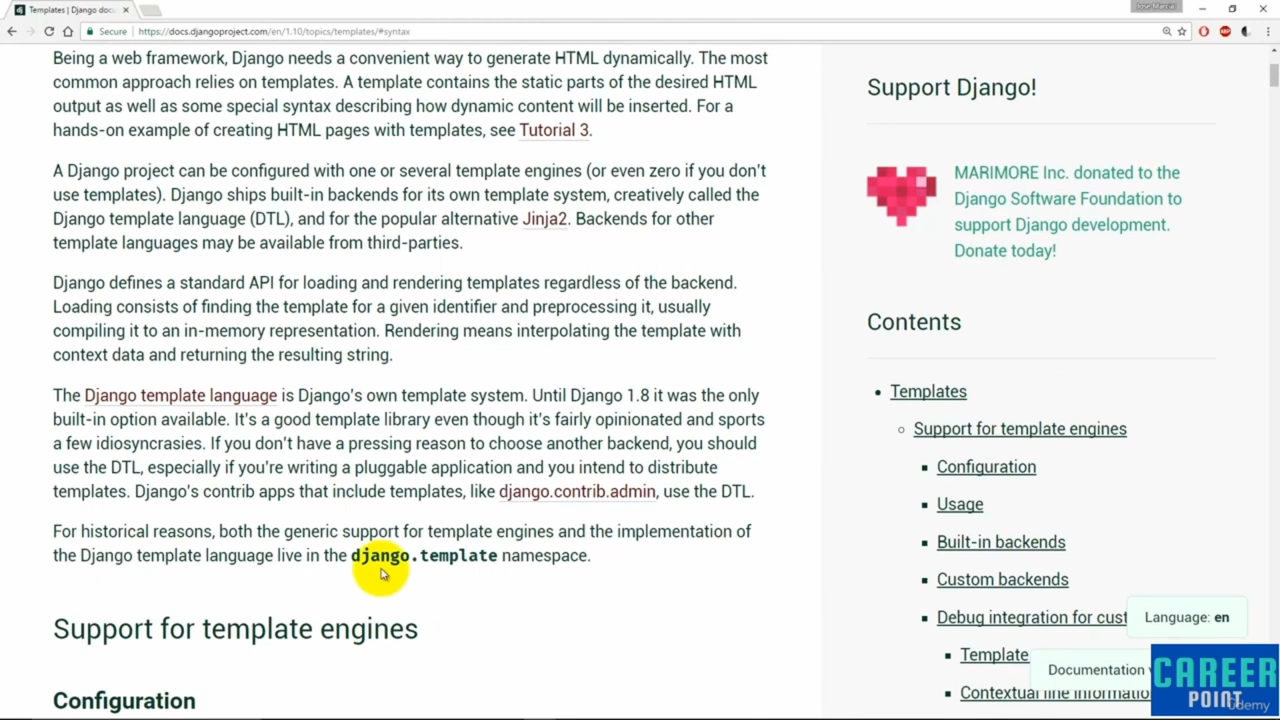 Templates | Django docu
Secure
https://docs.djangoproject.com/en/1.10/topics/templates/#syntax
Being a web framework, Django needs a convenient way to generate HTML dynamically. The most
common approach relies on templates. A template contains the static parts of the desired HTML
output as well as some special syntax describing how dynamic content will be inserted. For a
hands-on example of creating HTML pages with templates, see Tutorial 3.
A Django project can be configured with one or several template engines (or even zero if you don't
use templates). Django ships built-in backends for its own template system, creatively called the
Django template language (DTL), and for the popular alternative Jinja2. Backends for other
template languages may be available from third-parties.
Django defines a standard API for loading and rendering templates regardless of the backend.
Loading consists of finding the template for a given identifier and preprocessing it, usually
compiling it to an in-memory representation. Rendering means interpolating the template with
context data and returning the resulting string.
The Django template language is Django's own template system. Until Django 1.8 it was the only
built-in option available. It's a good template library even though it's fairly opinionated and sports
a few idiosyncrasies. If you don't have a pressing reason to choose another backend, you should
use the DTL, especially if you're writing a pluggable application and you intend to distribute
templates. Django's contrib apps that include templates, like django.contrib.admin, use the DTL.
For historical reasons, both the generic support for template engines and the implementation of
the Django template language live in the django.template namespace.
Support for template engines
Configuration
Support Django!
MARIMORE Inc. donated to the
Django Software Foundation to
support Django development.
Donate today!
Contents
Templates
Support for template engines
Configuration
Usage
Built-in backends
Custom backends
Debug integration for cust
Template
Contextual line informatio
Language: en
Documentation v
CAREER
POINT
udemy